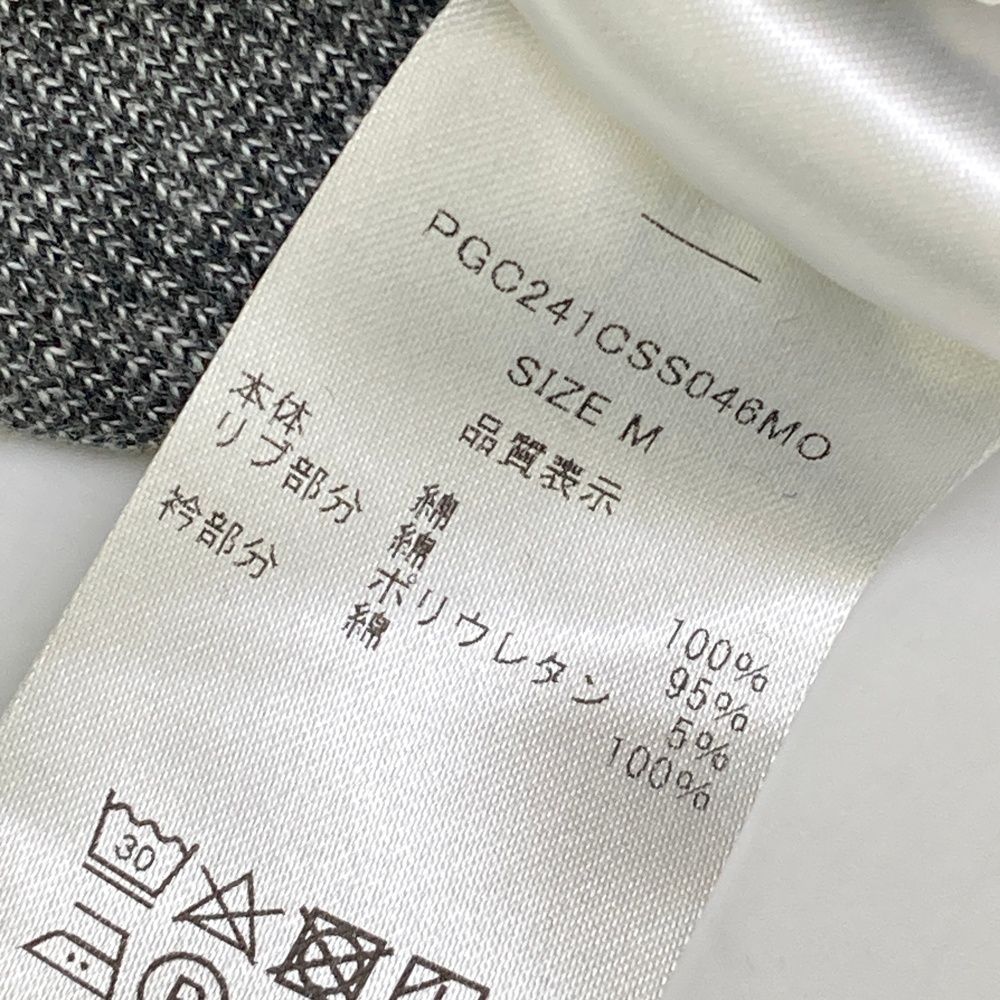 PGC241CSS046MO
SIZE M
品質表示
本体 綿 100%
リブ部分 綿 95%
ポリウレタン 5%
衿部分 綿 100%
30
P